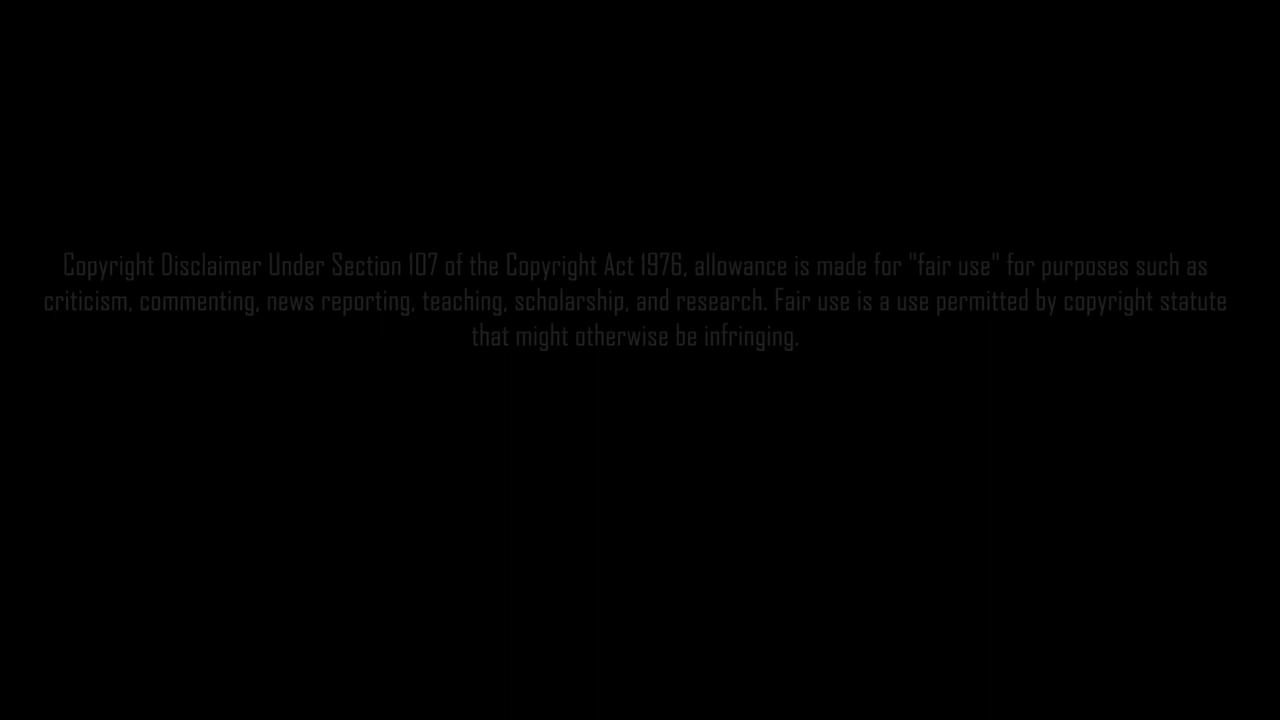 Copyright Disclaimer Under Section 107 of the Copyright Act 1976, allowance is made for "fair use" for purposes such as
criticism, commenting, news reporting, teaching, scholarship, and research. Fair use is a use permitted by copyright statute
that might otherwise be infringing.